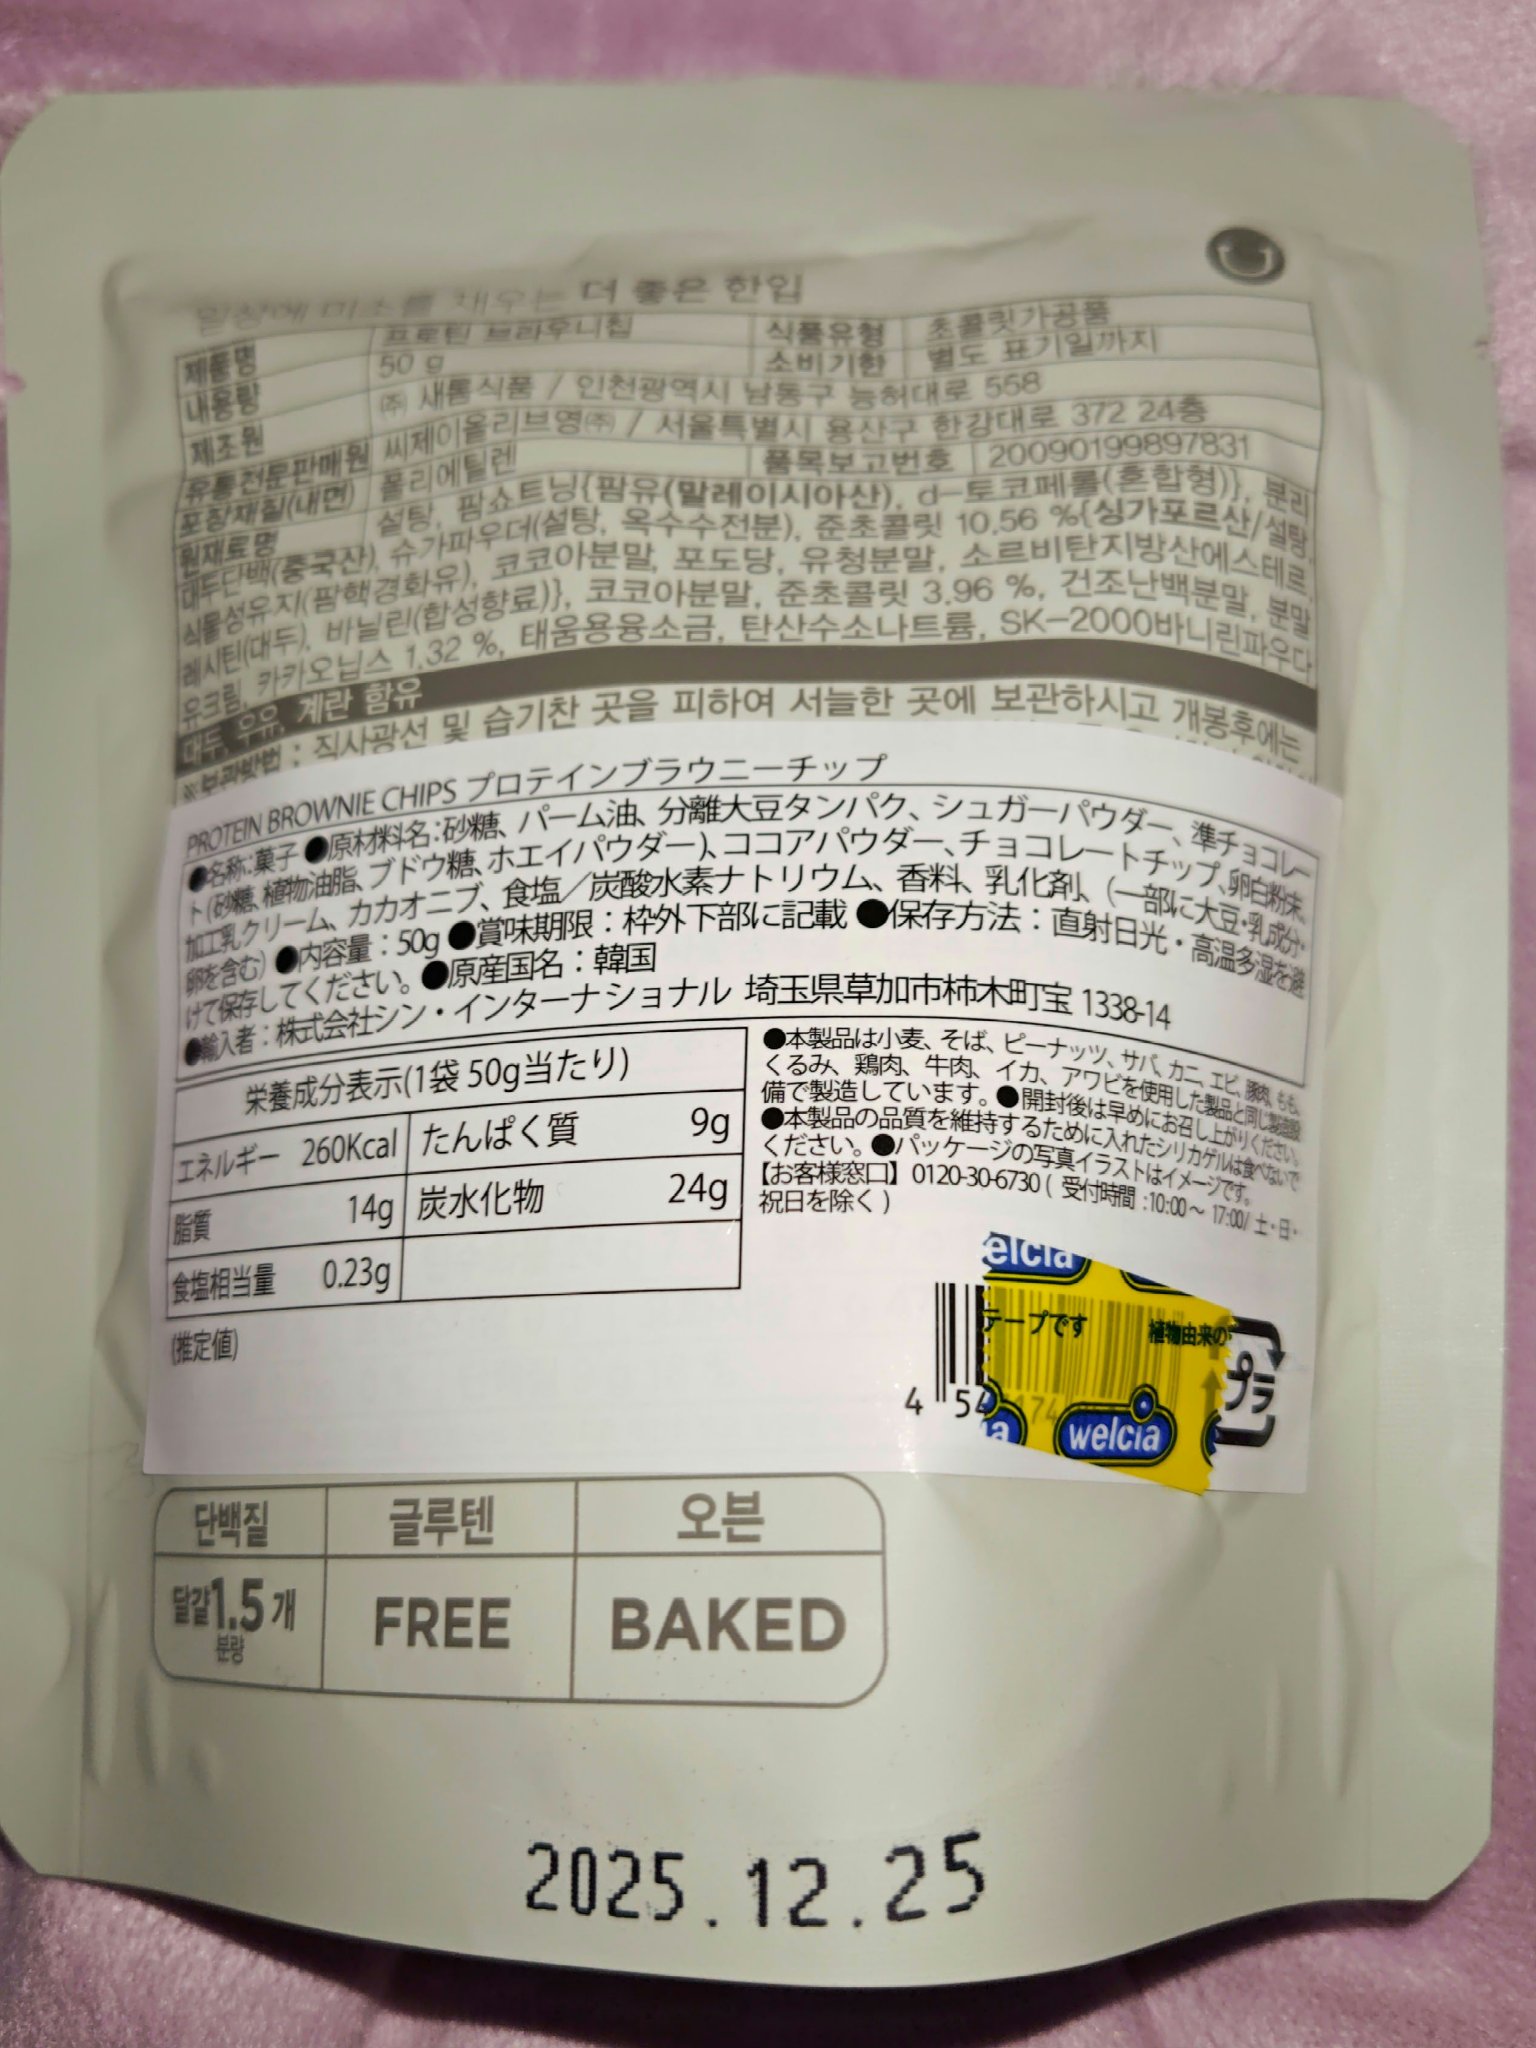 일상에 미소를 채우는 더 좋은 한입
제품명 프로틴 브라우니칩 식품유형 초콜릿가공품
내용량 50 g 소비기한 별도 표기일까지
제조원 ㈜ 새롬식품 / 인천광역시 남동구 능허대로 558
유통전문판매원 씨제이올리브영㈜ / 서울특별시 용산구 한강대로 372 24층
포장재질(내면) 폴리에틸렌 품목보고번호 20090199897831
원재료명 설탕, 팜쇼트닝{팜유(말레이시아산), d-토코페롤(혼합형)}, 분리
대두단백(중국산), 슈가파우더(설탕, 옥수수전분), 준초콜릿 10.56 %{싱가포르산/설탕,
식물성유지(팜핵경화유), 코코아분말, 포도당, 유청분말, 소르비탄지방산에스테르,
레시틴(대두), 바닐린(합성향료)}, 코코아분말, 준초콜릿 3.96 %, 건조난백분말, 분말
유크림, 카카오닙스 1.32 %, 태움용융소금, 탄산수소나트륨, SK-2000바니린파우다
대두, 우유, 계란 함유
※보관방법 : 직사광선 및 습기찬 곳을 피하여 서늘한 곳에 보관하시고 개봉후에는
PROTEIN BROWNIE CHIPS プロテインブラウニーチップ
●名称:菓子 ●原材料名:砂糖、パーム油、分離大豆タンパク、シュガーパウダー、準チョコレー
ト(砂糖、植物油脂、ブドウ糖、ホエイパウダー)、ココアパウダー、チョコレートチップ、卵白粉末、
加工乳クリーム、カカオニブ、食塩／炭酸水素ナトリウム、香料、乳化剤、(一部に大豆・乳成分・
卵を含む) ●内容量：50g ●賞味期限：枠外下部に記載 ●保存方法：直射日光・高温多湿を避
けて保存してください。●原産国名：韓国
●輸入者：株式会社シン・インターナショナル 埼玉県草加市柿木町宝 1338-14
栄養成分表示(1袋 50g当たり)
エネルギー 260Kcal たんぱく質 9g
脂質 14g 炭水化物 24g
食塩相当量 0.23g
(推定値)
●本製品は小麦、そば、ピーナッツ、サバ、カニ、エビ、豚肉、もも、
くるみ、鶏肉、牛肉、イカ、アワビを使用した製品と同じ製造設
備で製造しています。●開封後は早めにお召し上がりください。
●本製品の品質を維持するために入れたシリカゲルは食べないで
ください。●パッケージの写真イラストはイメージです。
【お客様窓口】0120-30-6730 ( 受付時間 :10:00～ 17:00/ 土・日・
祝日を除く )
elcia
テープです 植物由来の
プラ
4 54 174
welcia
단백질 글루텐 오븐
달걀1.5개 FREE BAKED
분량
2025.12.25